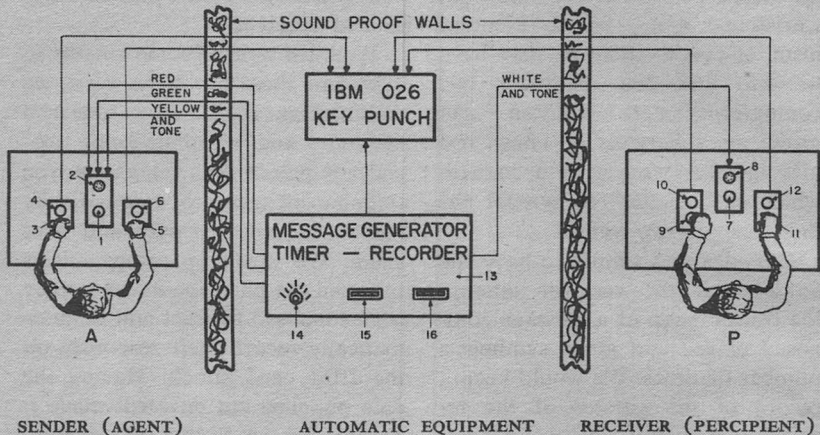 SOUND PROOF WALLS
RED
GREEN
YELLOW
AND TONE
IBM 026
KEY PUNCH
WHITE
AND TONE
2
4
6
3
1
5
8
10
12
9
7
11
MESSAGE GENERATOR
TIMER — RECORDER
13
14
15
16
A
P
SENDER (AGENT)
AUTOMATIC EQUIPMENT
RECEIVER (PERCIPIENT)